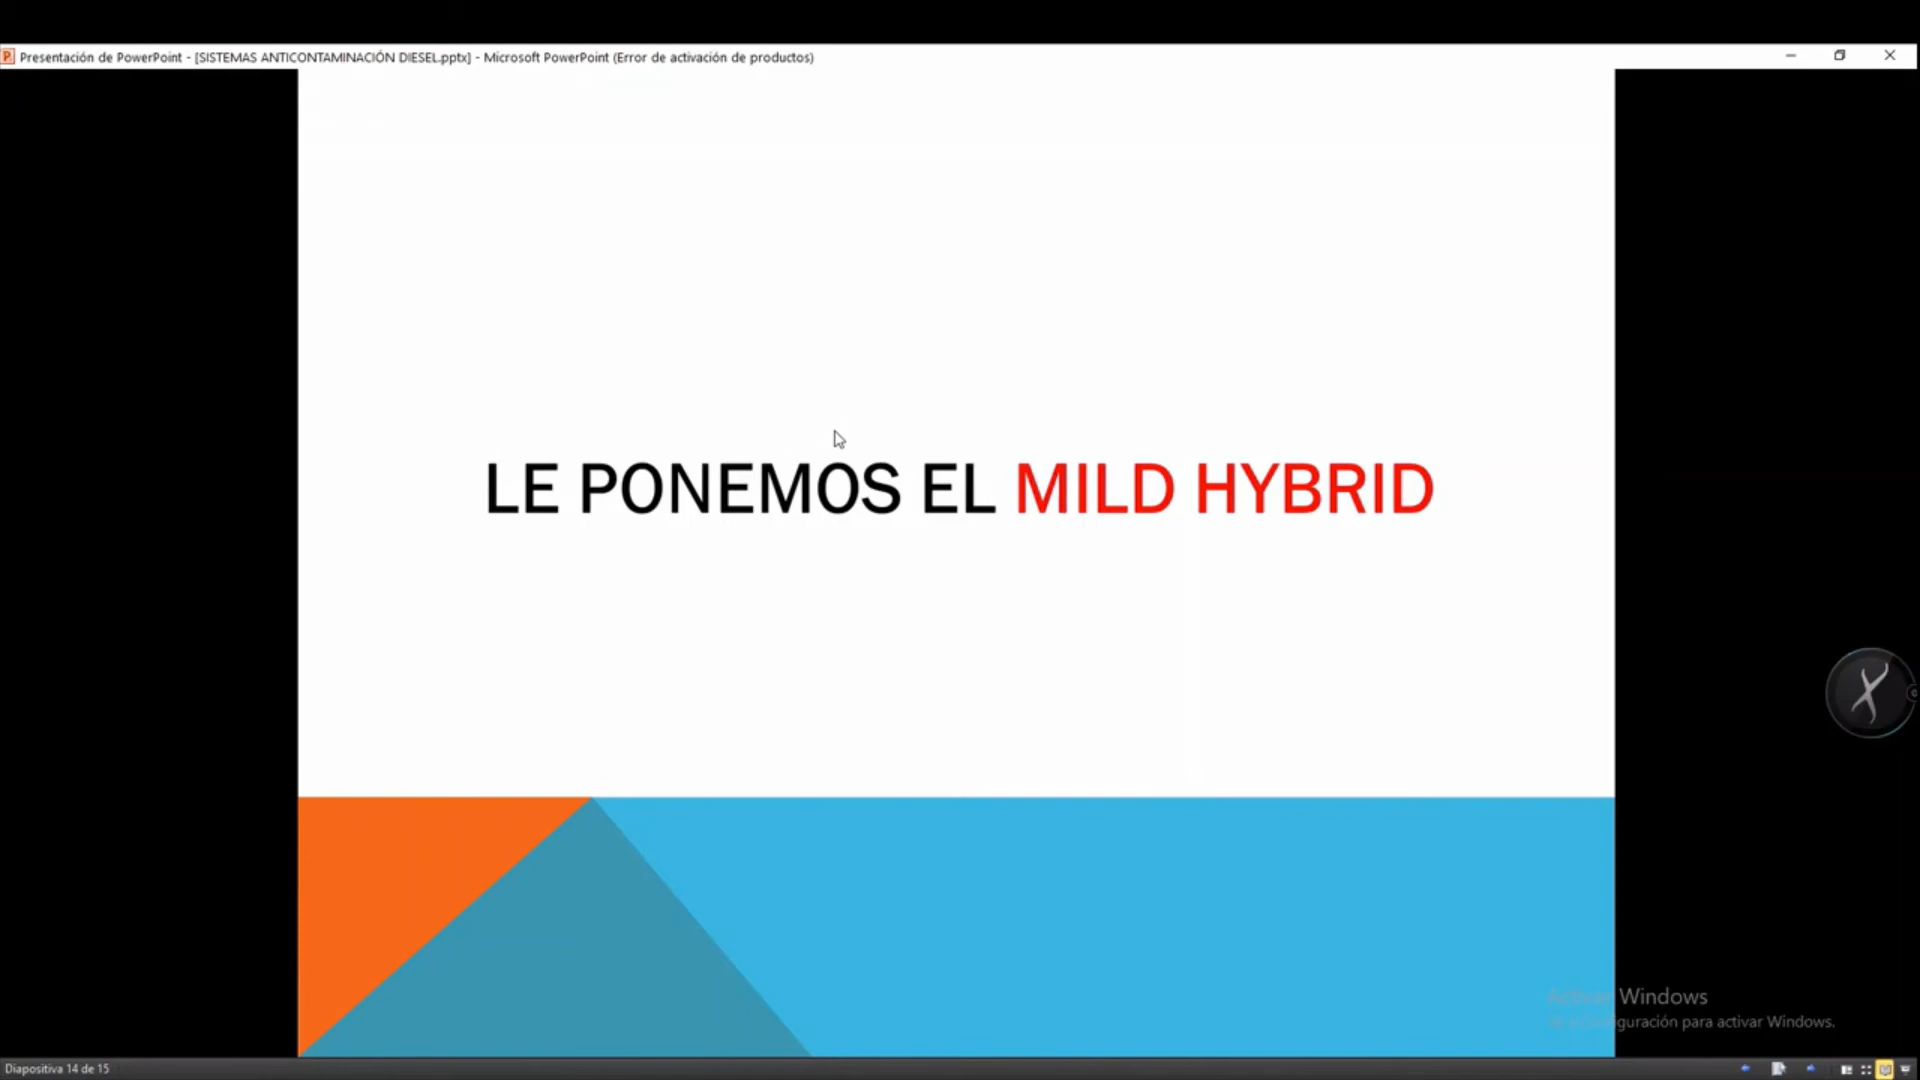 Presentación de PowerPoint - [SISTEMAS ANTICONTAMINACIÓN DIESEL.pptx] - Microsoft PowerPoint (Error de activación de productos)
LE PONEMOS EL MILD HYBRID
Windows
para activar Windows.
Diapositiva 14 de 15